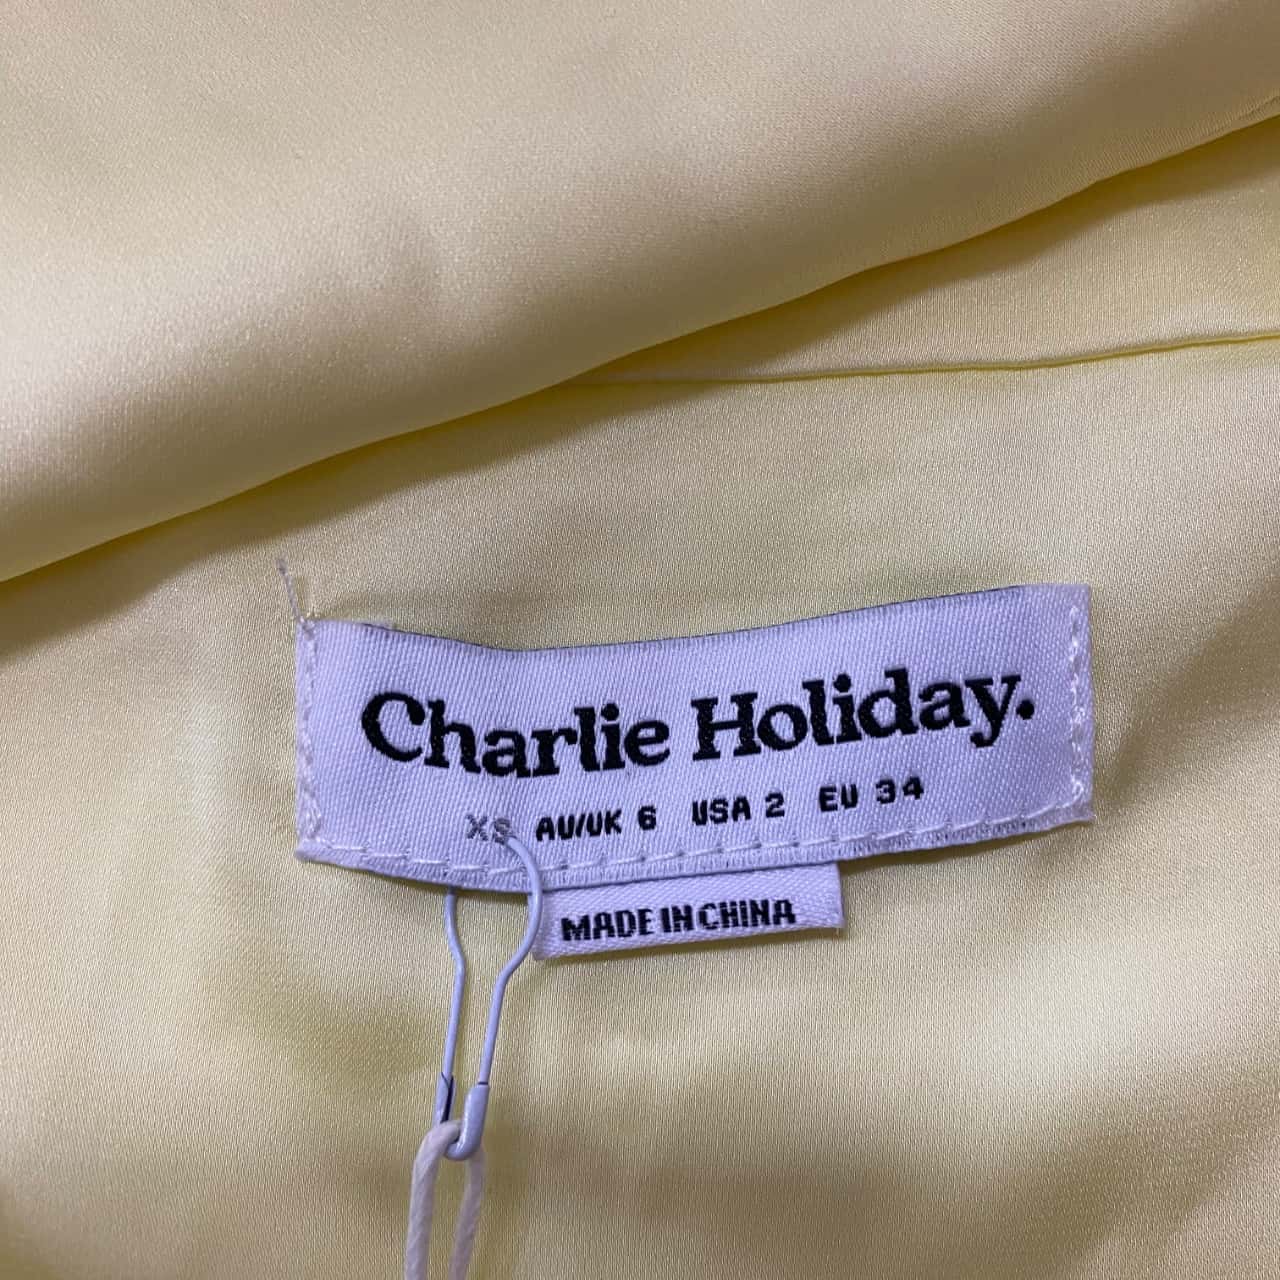 Charlie Holiday.
XS AU/UK 6 USA 2 EU 34
MADE IN CHINA